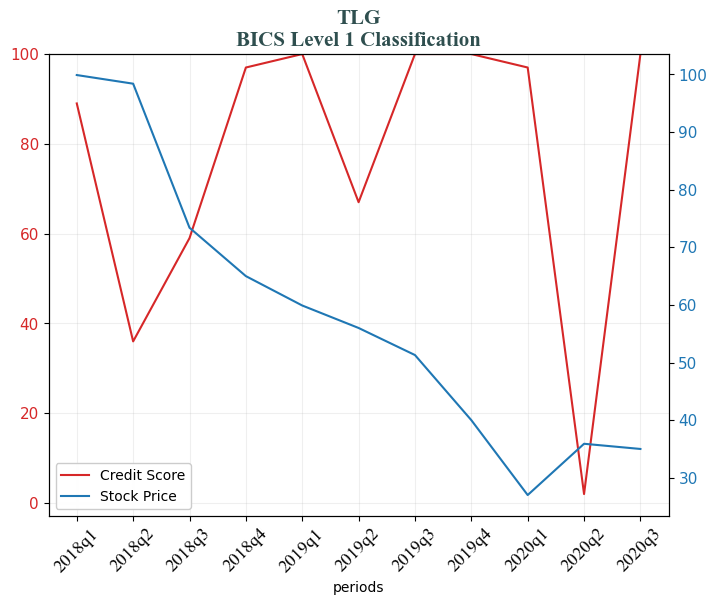 TLG
BICS Level 1 Classification
100
80
60
40
20
0
100
90
80
70
60
50
40
30
Credit Score
Stock Price
2018q1
2018q2
2018q3
2018q4
2019q1
2019q2
2019q3
2019q4
2020q1
2020q2
2020q3
periods